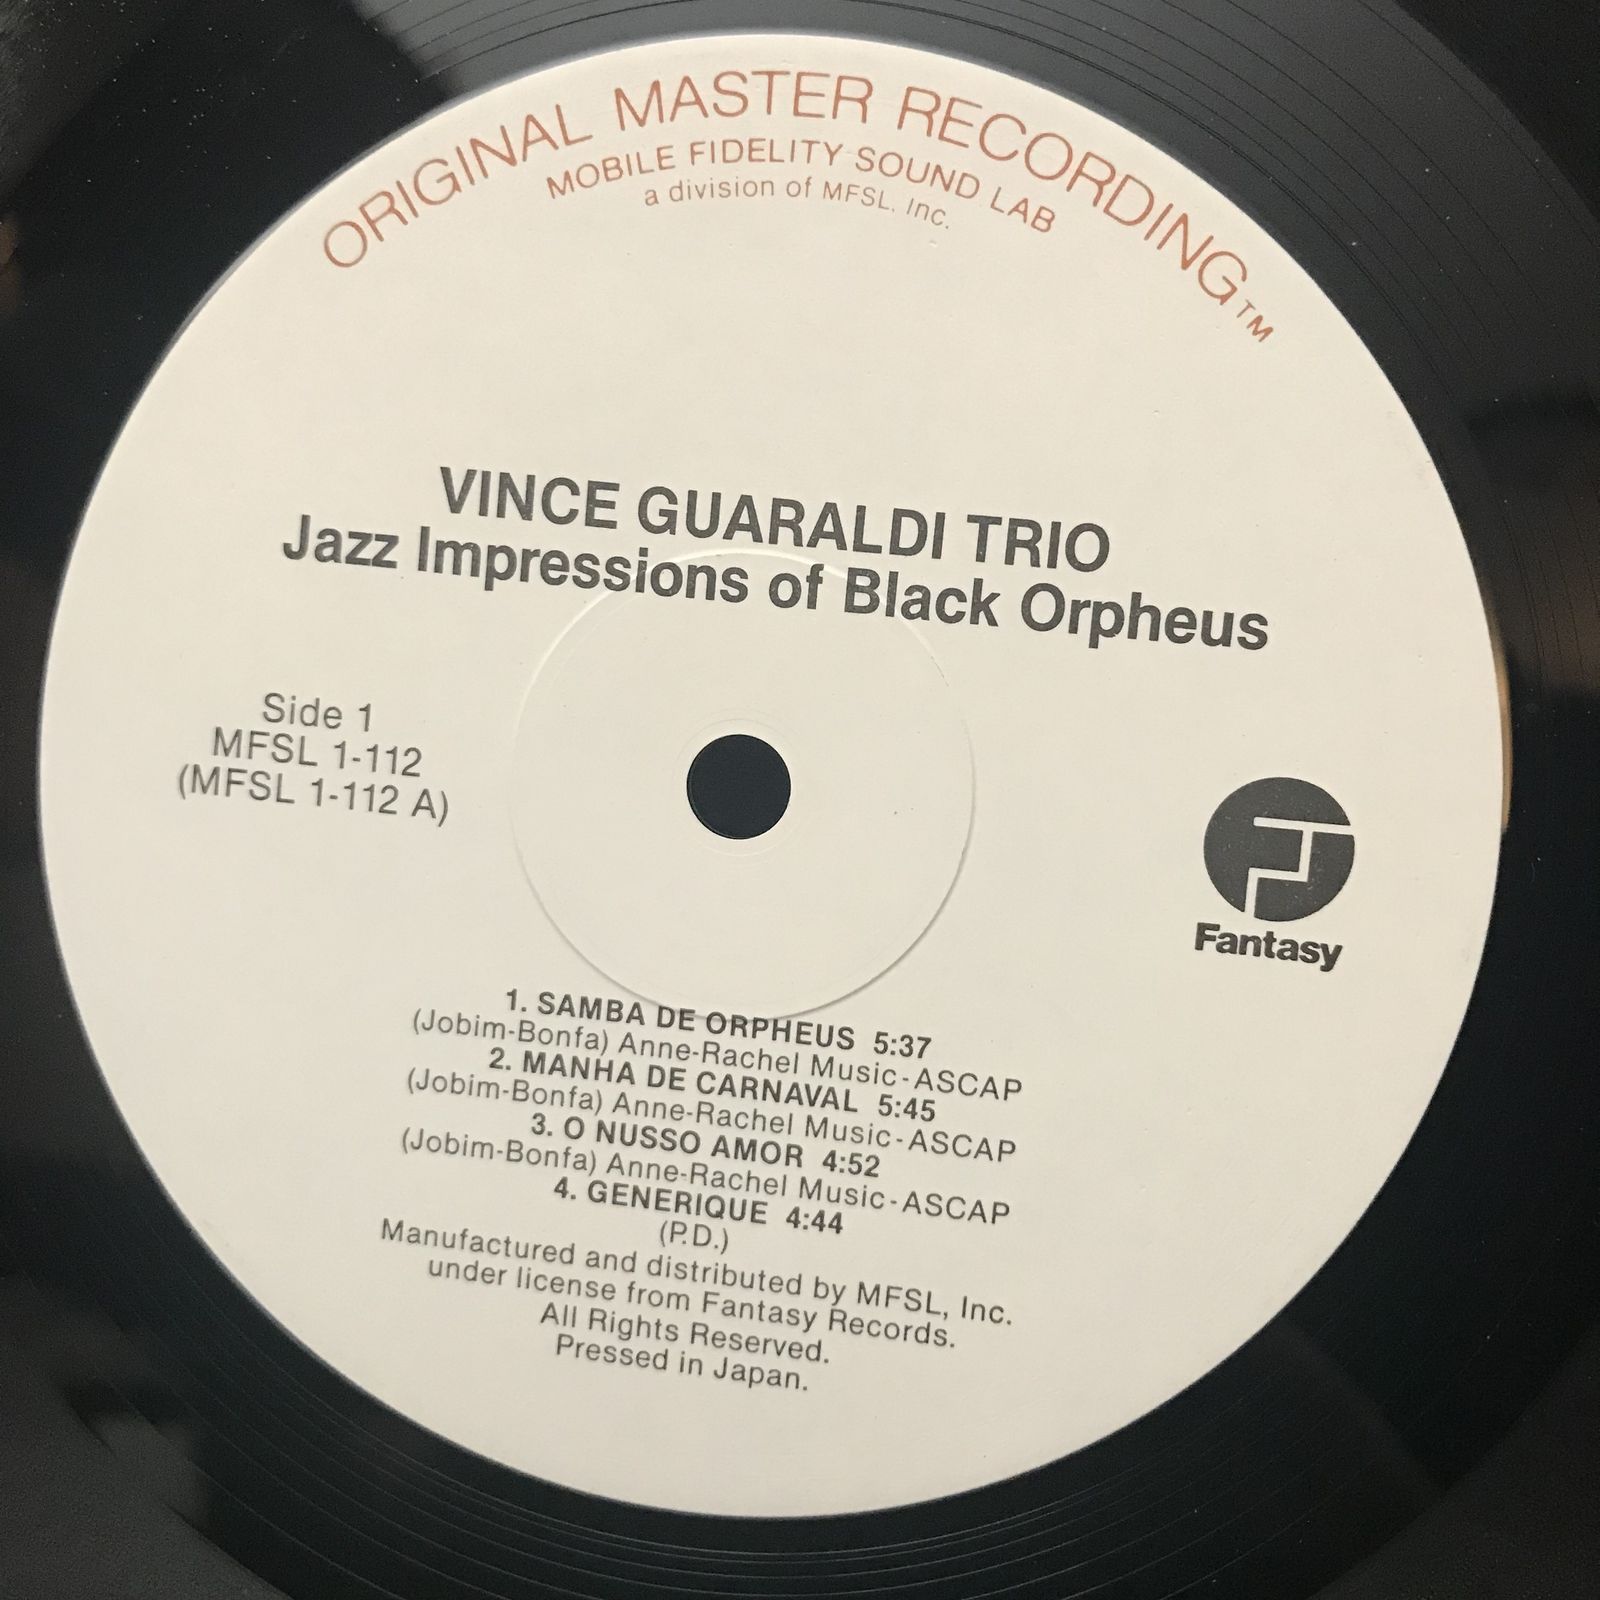 ORIGINAL MASTER RECORDING™
MOBILE FIDELITY SOUND LAB
a division of MFSL. Inc.
VINCE GUARALDI TRIO
Jazz Impressions of Black Orpheus
Side 1
MFSL 1-112
(MFSL 1-112 A)
Fantasy
1. SAMBA DE ORPHEUS 5:37
(Jobim-Bonfa) Anne-Rachel Music-ASCAP
2. MANHA DE CARNAVAL 5:45
(Jobim-Bonfa) Anne-Rachel Music-ASCAP
3. O NUSSO AMOR 4:52
(Jobim-Bonfa) Anne-Rachel Music-ASCAP
4. GENERIQUE 4:44
(P.D.)
Manufactured and distributed by MFSL, Inc.
under license from Fantasy Records.
All Rights Reserved.
Pressed in Japan.